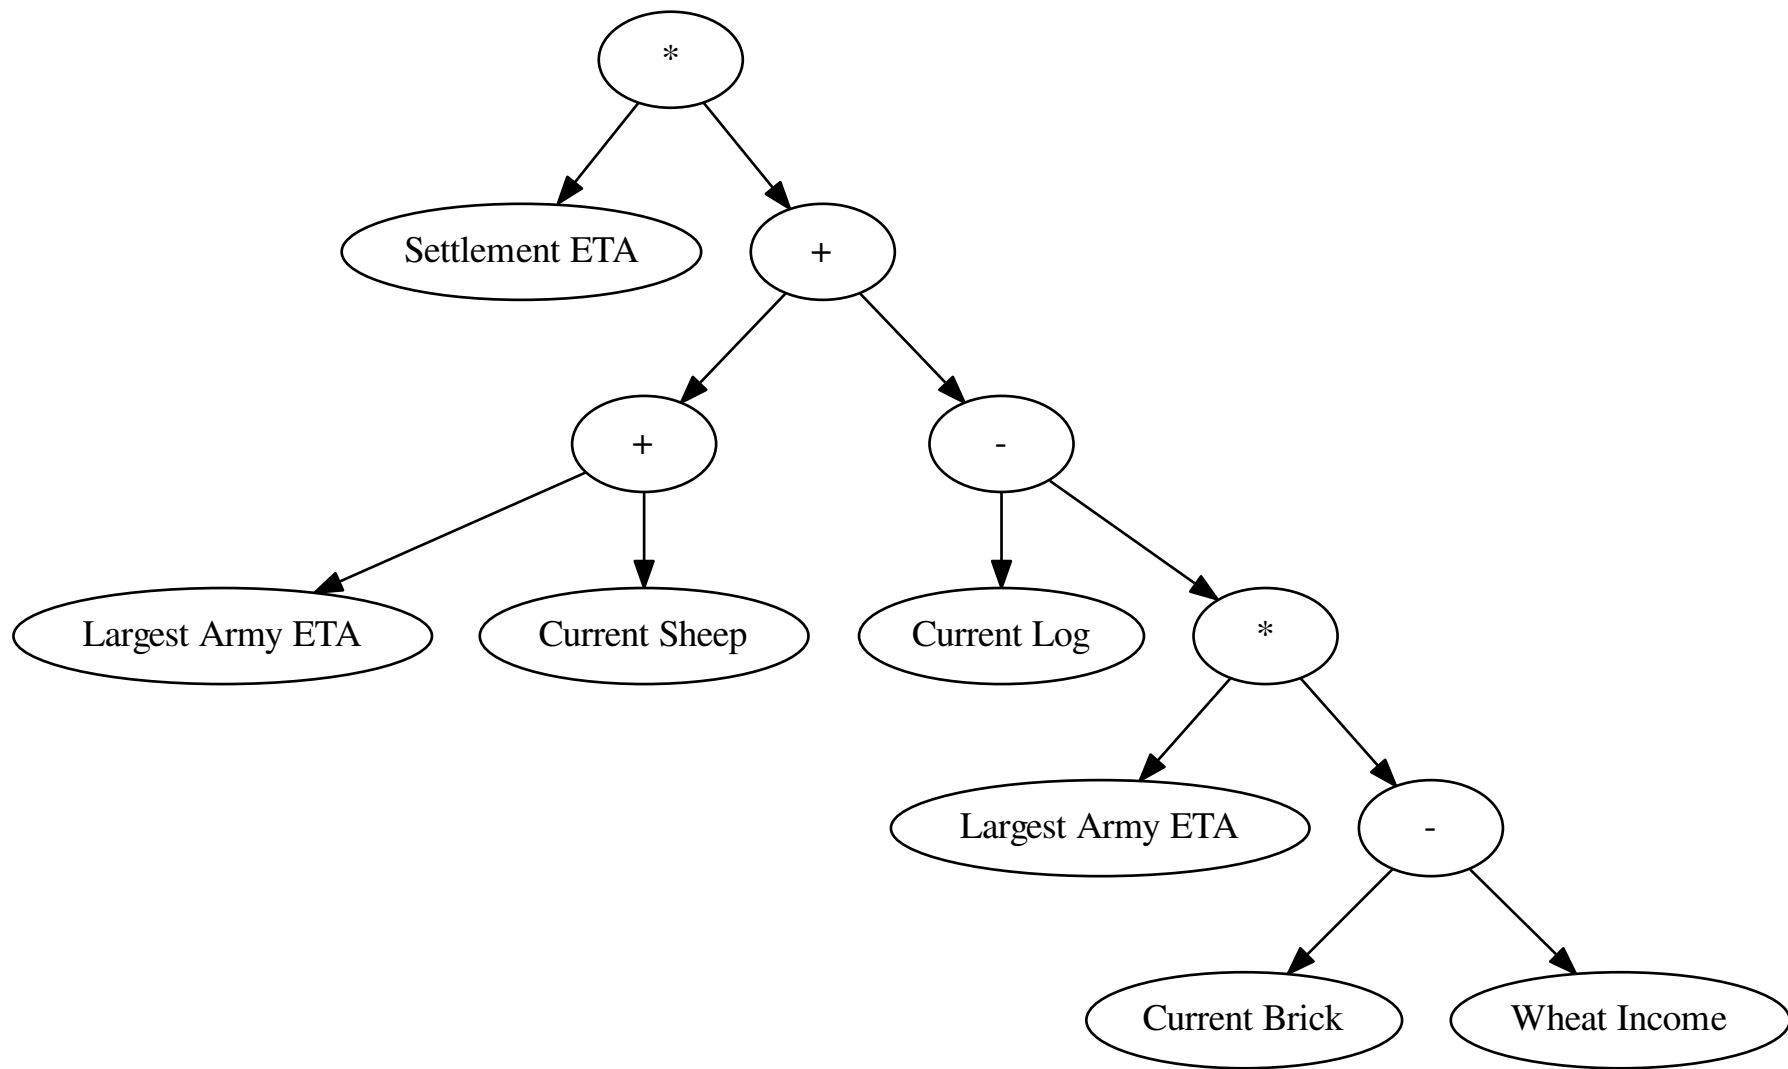 *
Settlement ETA
+
+
-
Largest Army ETA
Current Sheep
Current Log
*
Largest Army ETA
-
Current Brick
Wheat Income